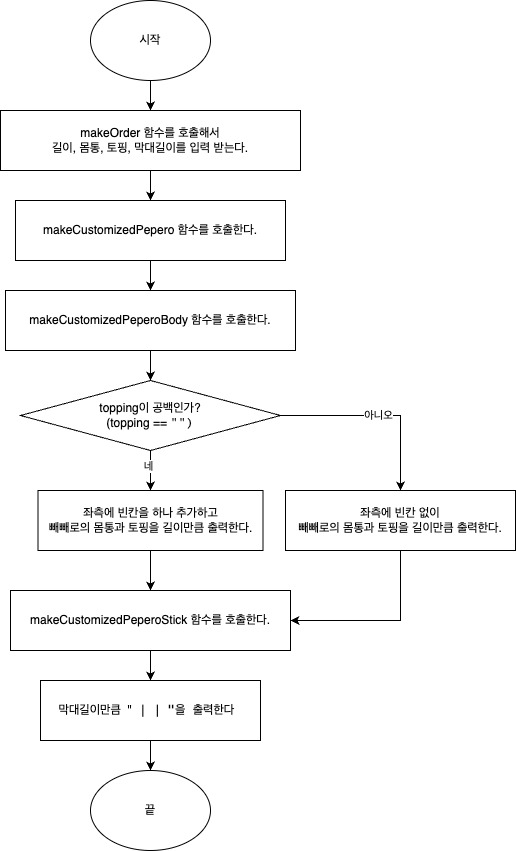 시작
makeOrder 함수를 호출해서
길이, 몸통, 토핑, 막대길이를 입력 받는다.
makeCustomizedPepero 함수를 호출한다.
makeCustomizedPeperoBody 함수를 호출한다.
topping이 공백인가?
(topping == " ")
아니오
네
좌측에 빈칸을 하나 추가하고
빼빼로의 몸통과 토핑을 길이만큼 출력한다.
좌측에 빈칸 없이
빼빼로의 몸통과 토핑을 길이만큼 출력한다.
makeCustomizedPeperoStick 함수를 호출한다.
막대길이만큼 " | | "을 출력한다
끝